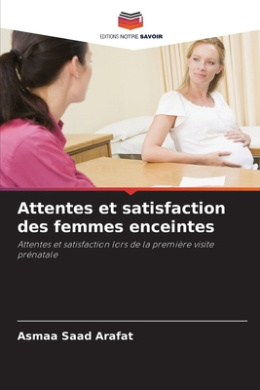 EDITIONS NOTRE SAVOIR
Attentes et satisfaction
des femmes enceintes
Attentes et satisfaction lors de la première visite
prénatale
Asmaa Saad Arafat